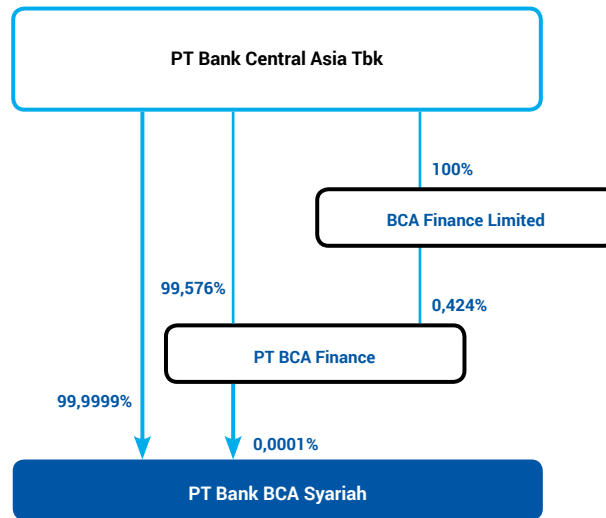 PT Bank Central Asia Tbk
100%
BCA Finance Limited
99,576%
0,424%
PT BCA Finance
99,9999%
0,0001%
PT Bank BCA Syariah